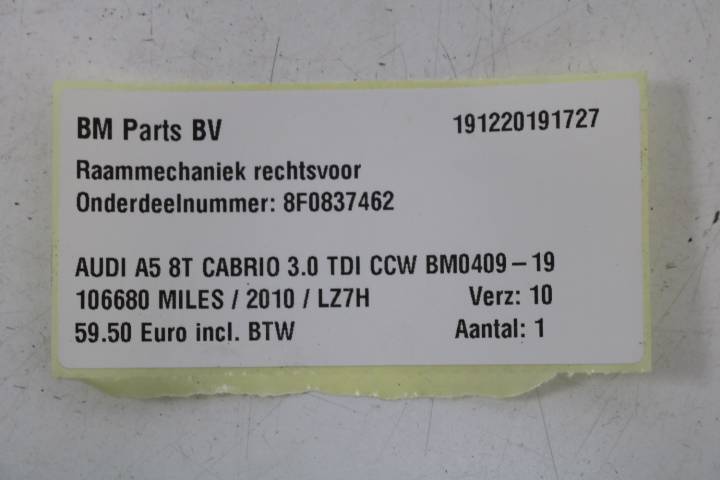 BM Parts BV 191220191727
Raammechaniek rechtsvoor
Onderdeelnummer: 8F0837462
AUDI A5 8T CABRIO 3.0 TDI CCW BM0409-19
106680 MILES / 2010 / LZ7H Verz: 10
59.50 Euro incl. BTW Aantal: 1